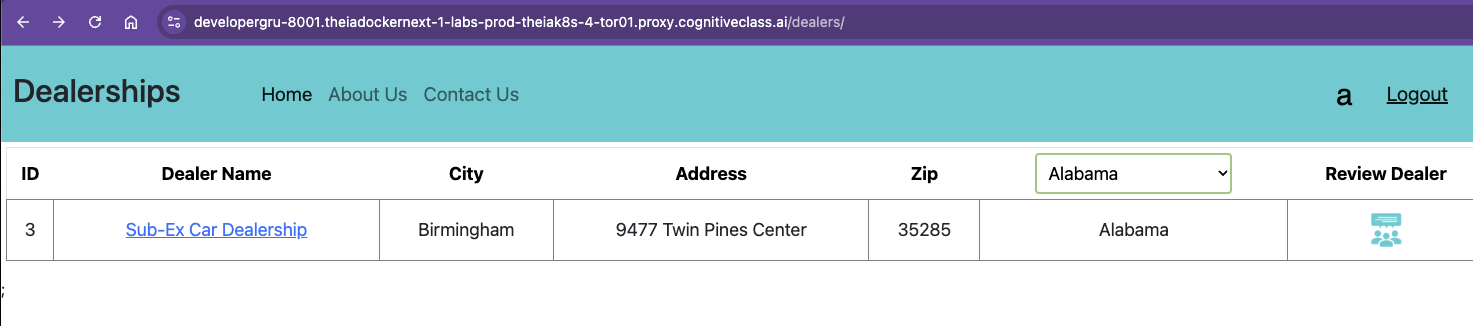 developergru-8001.theiadockernext-1-labs-prod-theiak8s-4-tor01.proxy.cognitiveclass.ai/dealers/
Dealerships Home About Us Contact Us a Logout
ID Dealer Name City Address Zip Alabama Review Dealer
3 Sub-Ex Car Dealership Birmingham 9477 Twin Pines Center 35285 Alabama
;